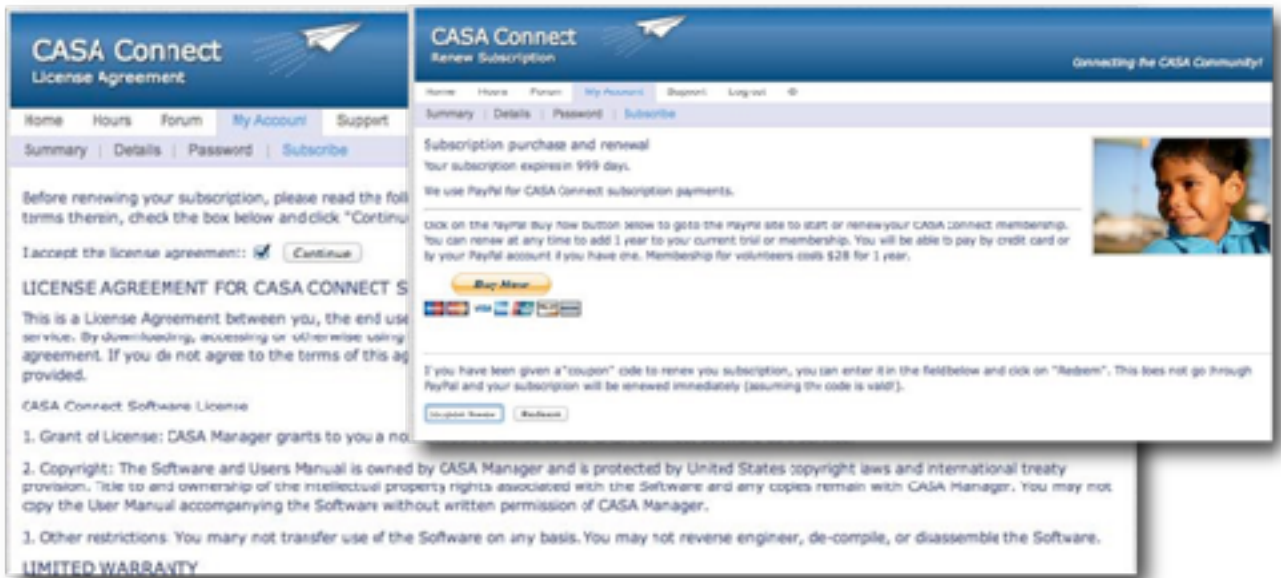 CASA Connect
License Agreement
Home Hours Forum My Account Support
Summary | Details | Password | Subscribe
Before renewing your subscription, please read the foll
terms therein, check the box below and click "Continu
I accept the license agreement: Continue
LICENSE AGREEMENT FOR CASA CONNECT S
This is a License Agreement between you, the end use
service. By downloading, accessing or otherwise using
agreement. If you do not agree to the terms of this ag
provided.
CASA Connect Software License
1. Grant of License: CASA Manager grants to you a no
2. Copyright: The Software and Users Manual is owned by CASA Manager and is protected by United States copyright laws and international treaty
provision. Title to and ownership of the intellectual property rights associated with the Software and any copies remain with CASA Manager. You may not
copy the User Manual accompanying the Software without written permission of CASA Manager.
3. Other restrictions: You mary not transfer use of the Software on any basis. You may not reverse engineer, de-compile, or disassemble the Software.
LIMITED WARRANTY
CASA Connect
Renew Subscription
Connecting the CASA Community!
Home Hours Forum My Account Support Log out
Summary | Details | Password | Subscribe
Subscription purchase and renewal
Your subscription expires in 999 days.
We use PayPal for CASA Connect subscription payments.
Click on the PayPal Buy Now button below to go to the PayPal site to start or renew your CASA Connect membership.
You can renew at any time to add 1 year to your current trial or membership. You will be able to pay by credit card or
by your PayPal account if you have one. Membership for volunteers costs $28 for 1 year.
Buy Now
VISA
If you have been given a "coupon" code to renew you subscription, you can enter it in the field below and click on "Redeem". This does not go through
PayPal and your subscription will be renewed immediately (assuming the code is valid!).
Redeem